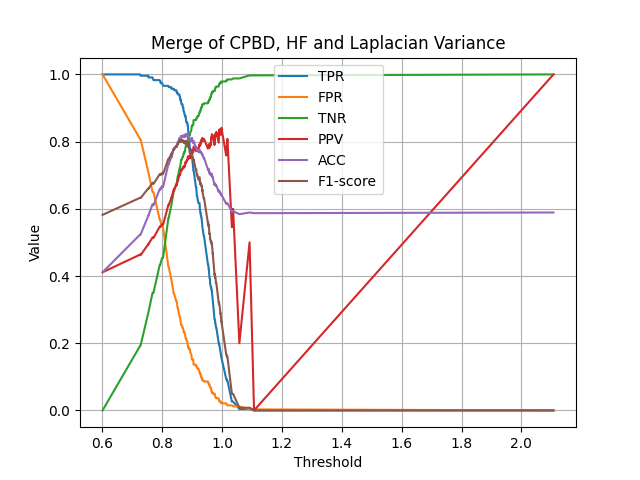 Merge of CPBD, HF and Laplacian Variance
TPR
FPR
TNR
PPV
ACC
F1-score
1.0
0.8
0.6
0.4
0.2
0.0
Value
0.6 0.8 1.0 1.2 1.4 1.6 1.8 2.0
Threshold